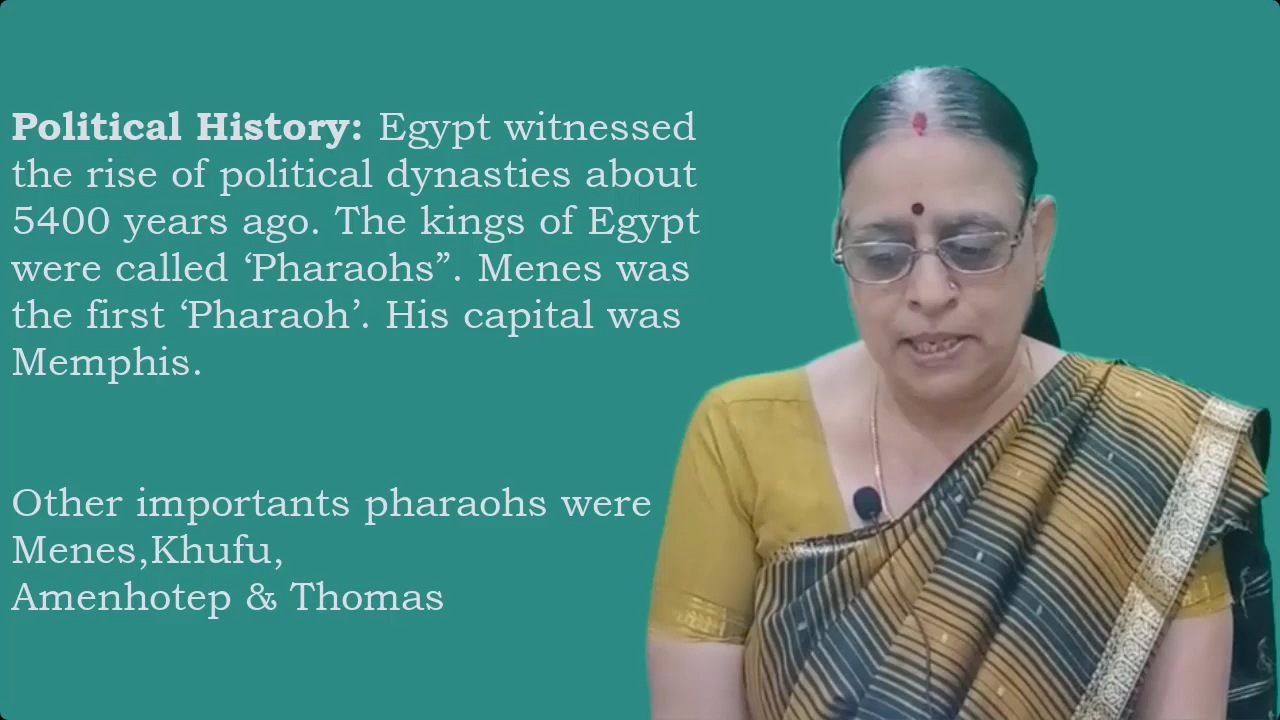 Political History: Egypt witnessed
the rise of political dynasties about
5400 years ago. The kings of Egypt
were called ‘Pharaohs”. Menes was
the first ‘Pharaoh’. His capital was
Memphis.
Other importants pharaohs were
Menes,Khufu,
Amenhotep & Thomas